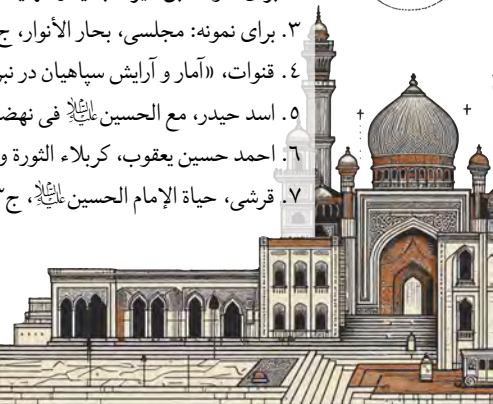 ۳. برای نمونه: مجلسی، بحار الأنوار، ج
٤. قنوات، «آمار و آرایش سپاهیان در نبر
٥. اسد حیدر، مع الحسین علیه السلام فی نهض
٦. احمد حسین یعقوب، کربلاء الثورة و
٧. قرشی، حیاة الإمام الحسین علیه السلام، ج۳